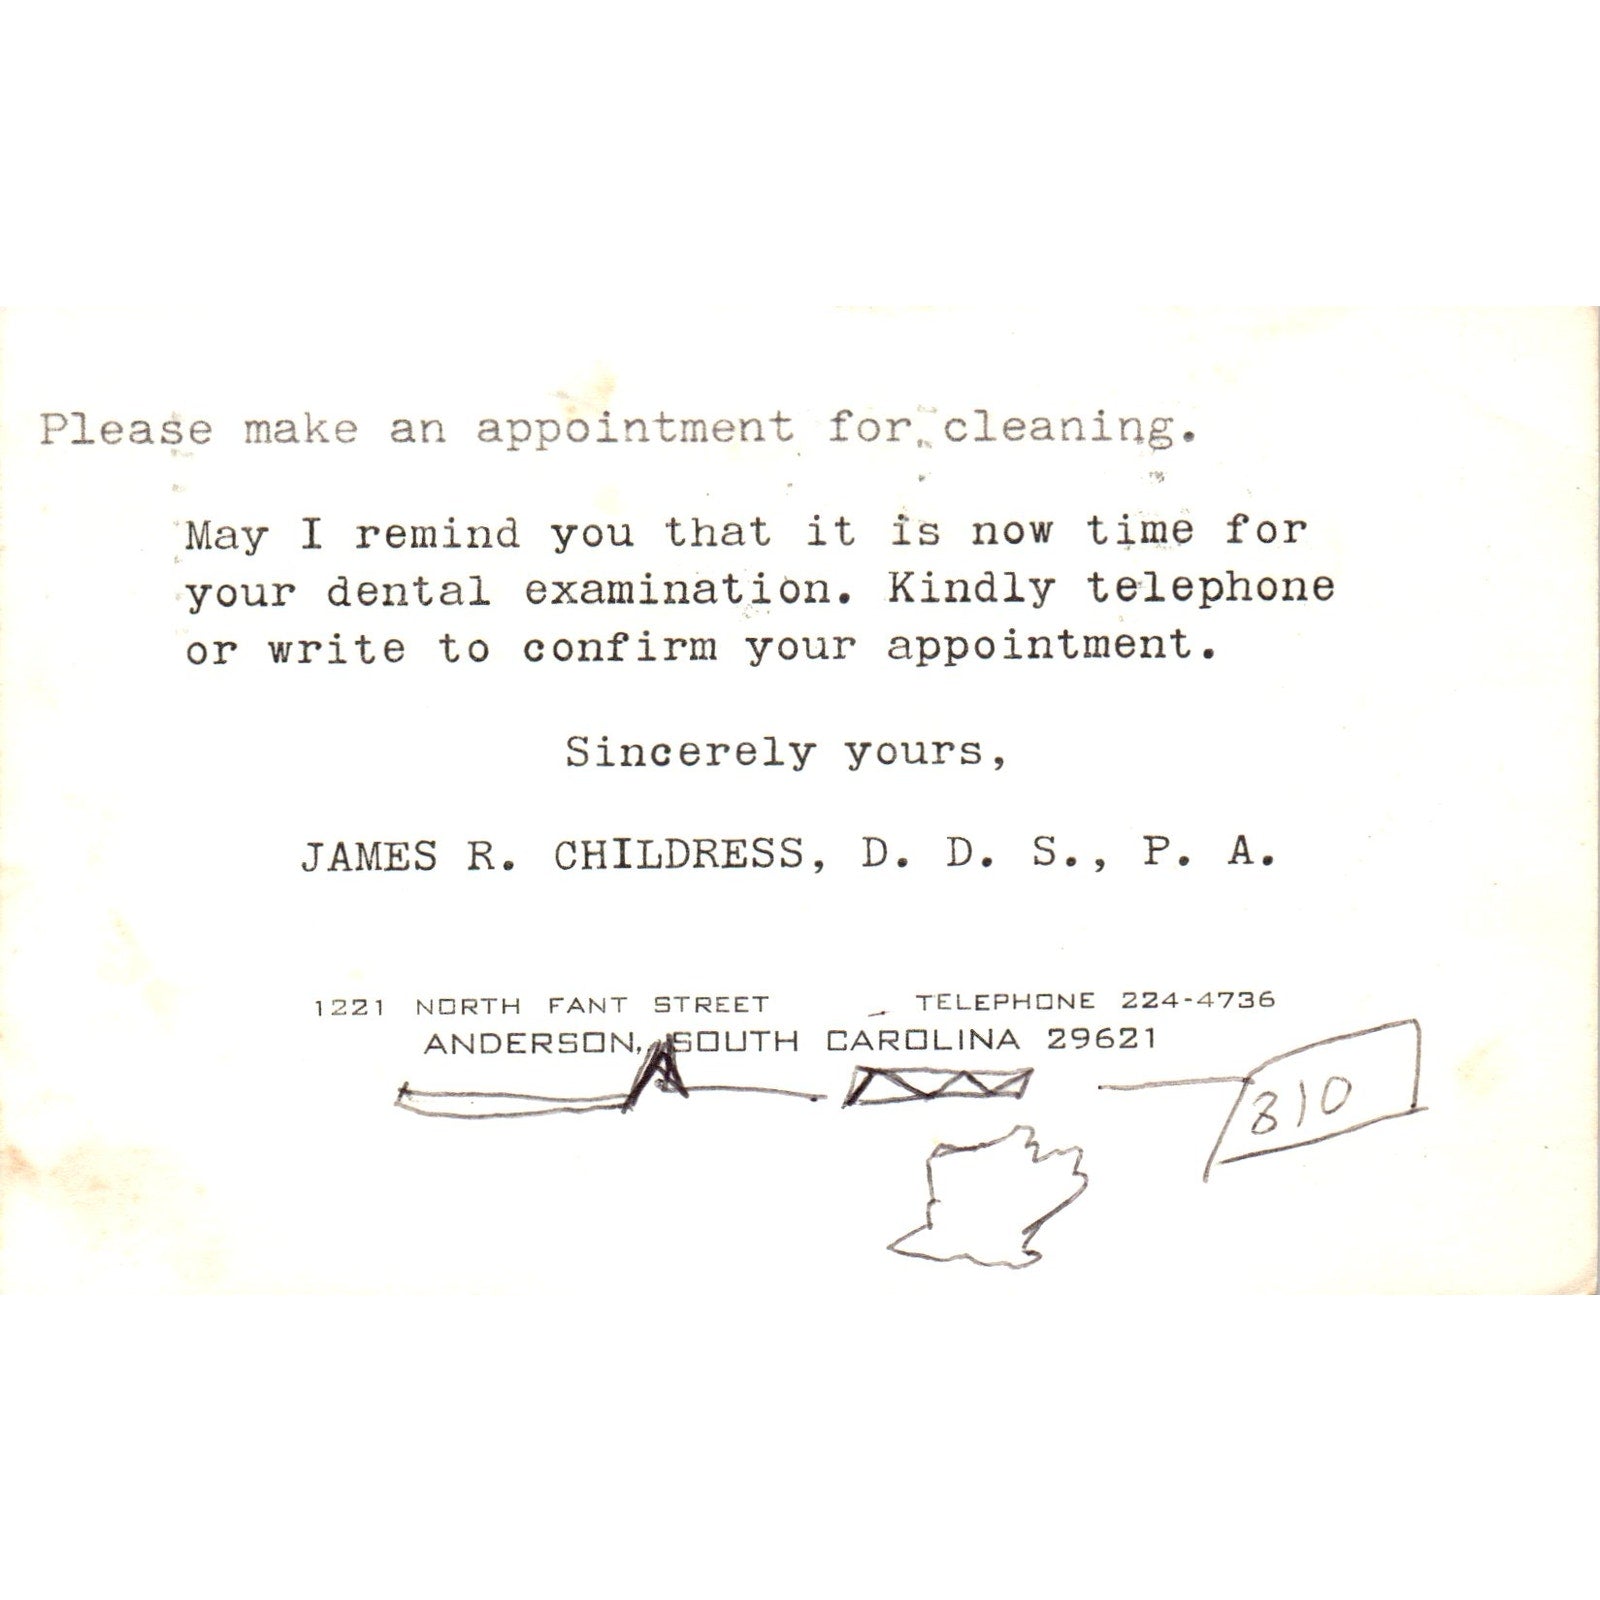 Please make an appointment for cleaning.
May I remind you that it is now time for
your dental examination. Kindly telephone
or write to confirm your appointment.
Sincerely yours,
JAMES R. CHILDRESS, D. D. S., P. A.
1221 NORTH FANT STREET TELEPHONE 224-4736
ANDERSON, SOUTH CAROLINA 29621
810